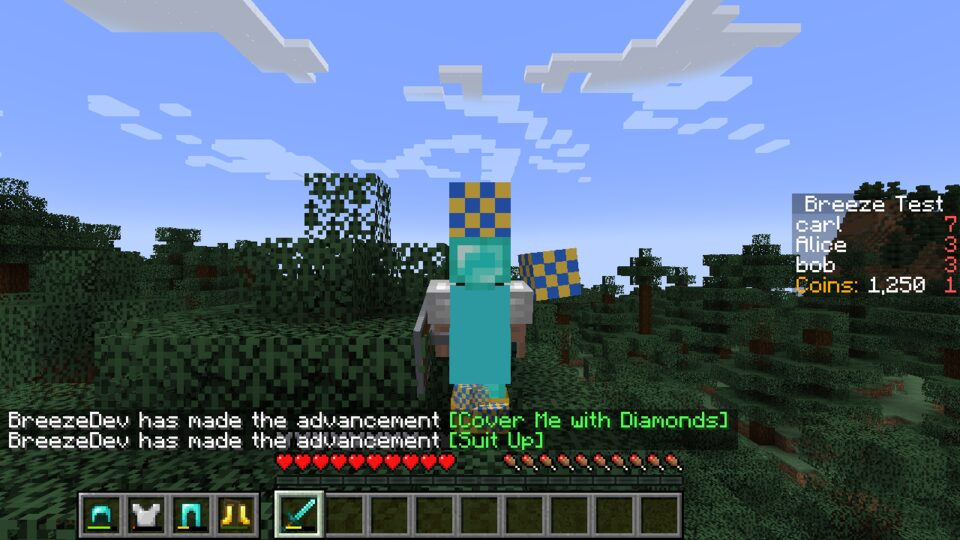 Breeze Test
carl 7
Alice 3
bob 3
Coins: 1,250 1
BreezeDev has made the advancement [Cover Me with Diamonds]
BreezeDev has made the advancement [Suit Up]